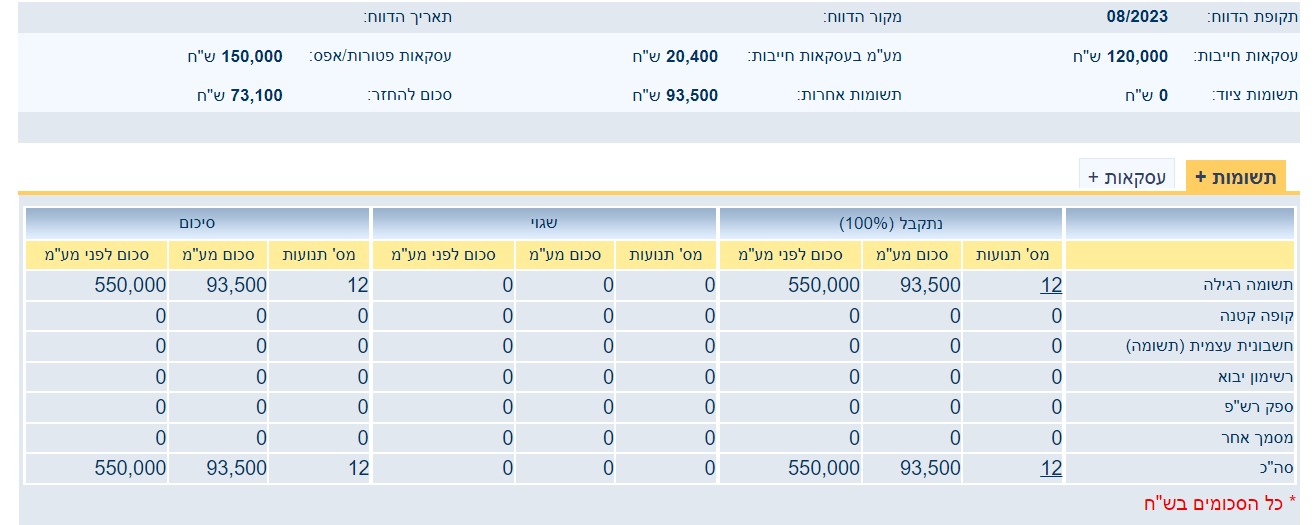 תקופת הדווח: 08/2023 מקור הדווח: תאריך הדווח:
עסקאות חייבות: 120,000 ש"ח מע"מ בעסקאות חייבות: 20,400 ש"ח עסקאות פטורות/אפס: 150,000 ש"ח
תשומות ציוד: 0 ש"ח תשומות אחרות: 93,500 ש"ח סכום להחזר: 73,100 ש"ח
תשומות + עסקאות +
נתקבל (100%) שגוי סיכום
מס' תנועות סכום מע"מ סכום לפני מע"מ מס' תנועות סכום מע"מ סכום לפני מע"מ מס' תנועות סכום מע"מ סכום לפני מע"מ
תשומה רגילה 12 93,500 550,000 0 0 0 12 93,500 550,000
קופה קטנה 0 0 0 0 0 0 0 0 0
חשבונית עצמית (תשומה) 0 0 0 0 0 0 0 0 0
רשימון יבוא 0 0 0 0 0 0 0 0 0
ספק רש"פ 0 0 0 0 0 0 0 0 0
מסמך אחר 0 0 0 0 0 0 0 0 0
סה"כ 12 93,500 550,000 0 0 0 12 93,500 550,000
* כל הסכומים בש"ח